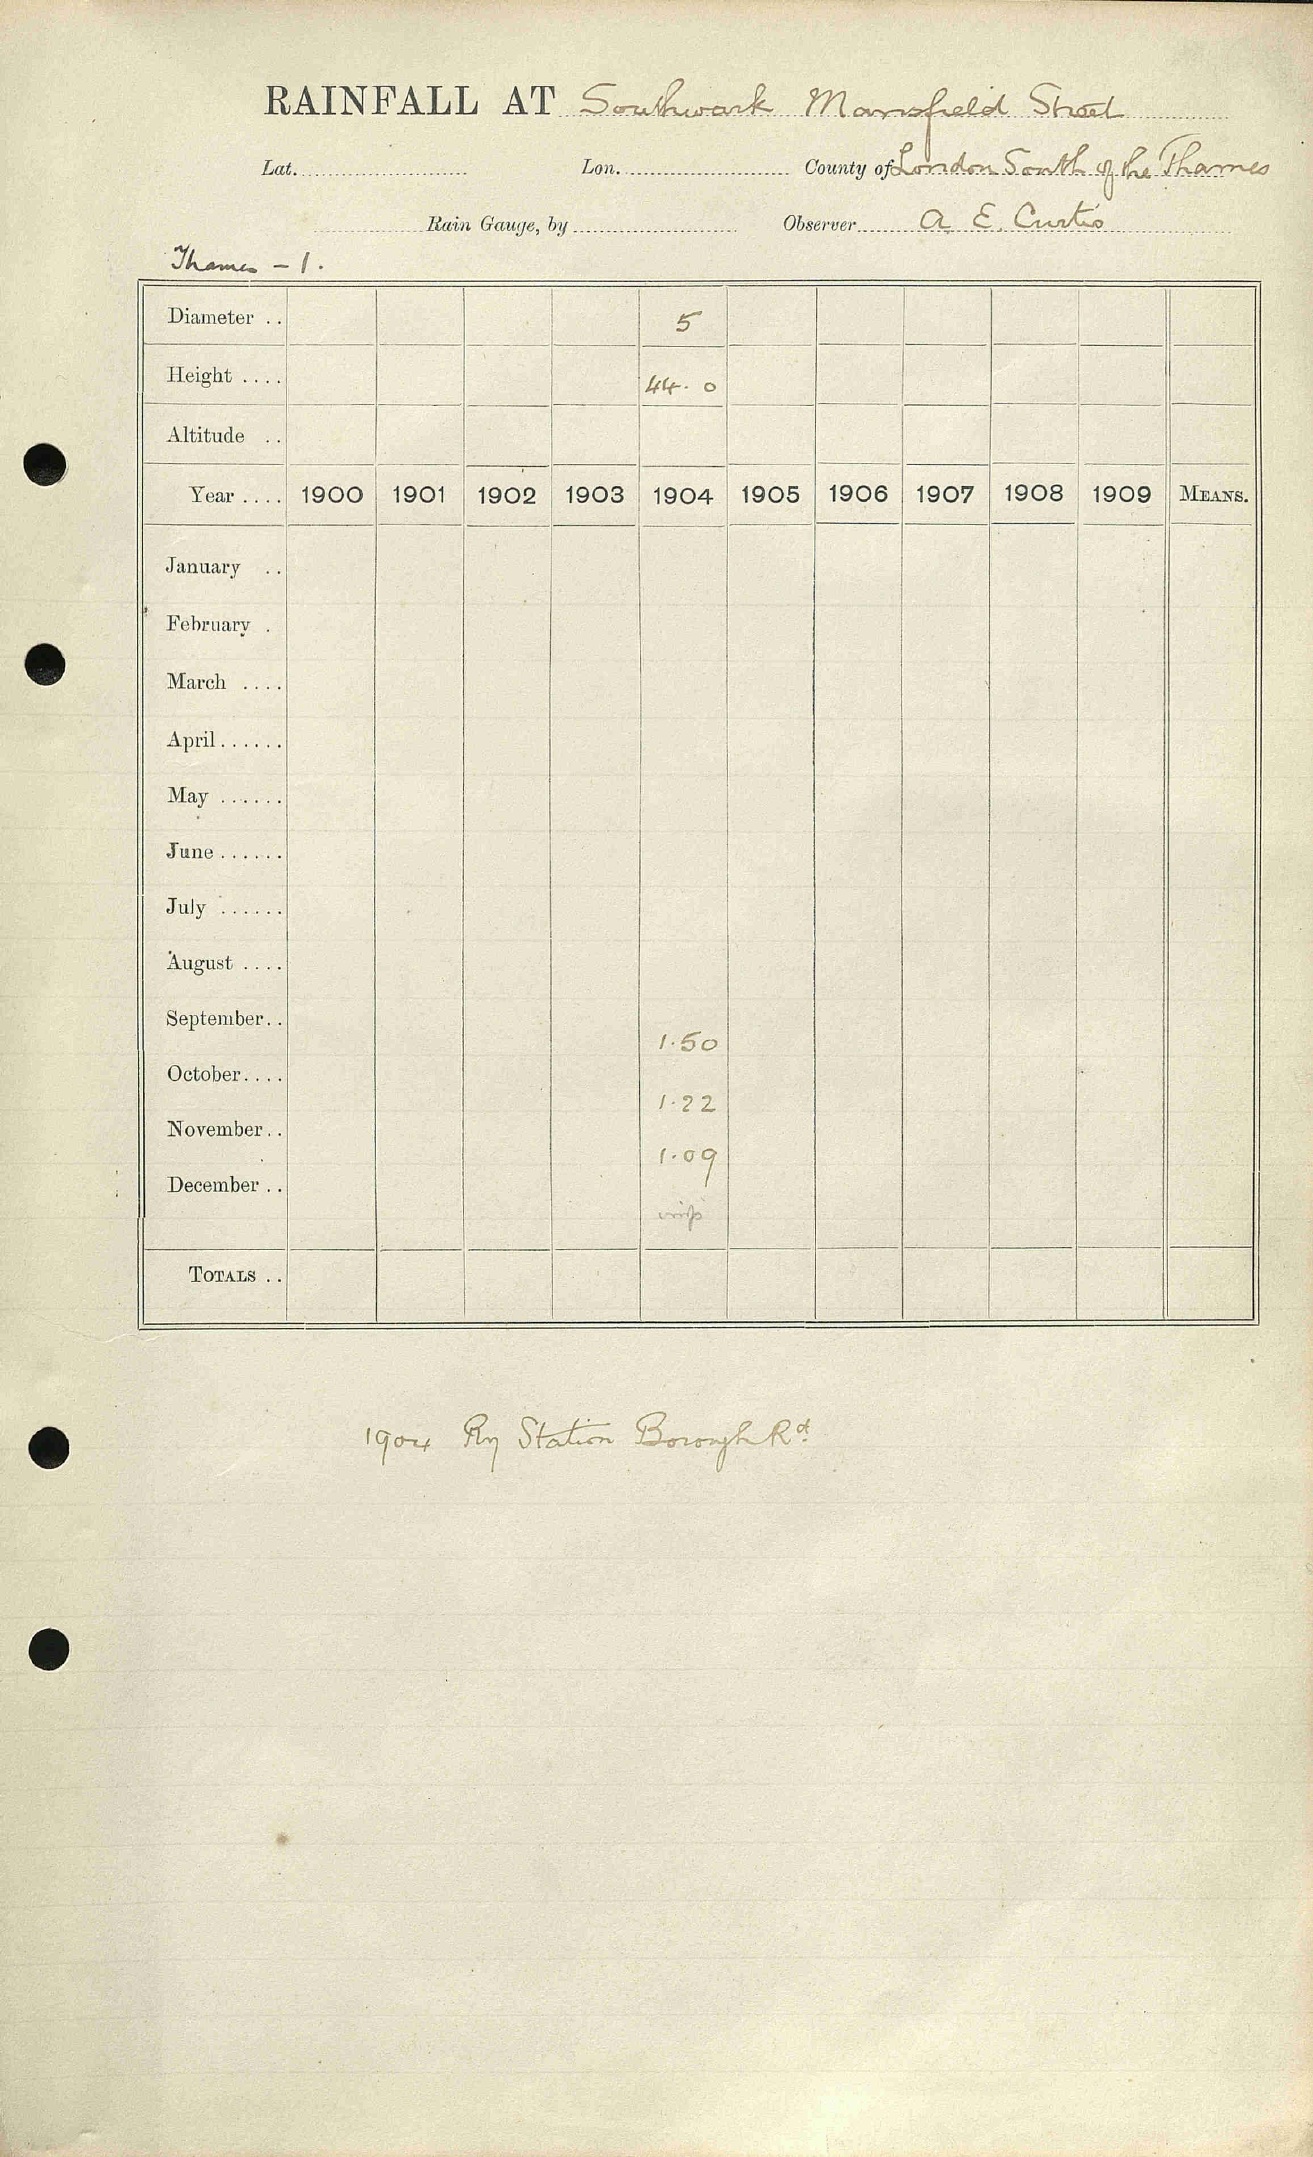 RAINFALL AT Southwark Mansfield Street
Lat. Lon. County of London South of the Thames
Rain Gauge, by Observer A. E. Curtis
Thames - 1.
Diameter .. 5
Height .... 44. 0
Altitude ..
Year .... 1900 1901 1902 1903 1904 1905 1906 1907 1908 1909 MEANS.
January ..
February .
March ....
April......
May ......
June......
July ......
August ....
September..
1.50
October....
1.22
November..
1.09
December ..
TOTALS ..
1904 Ry Station Borough Rd.